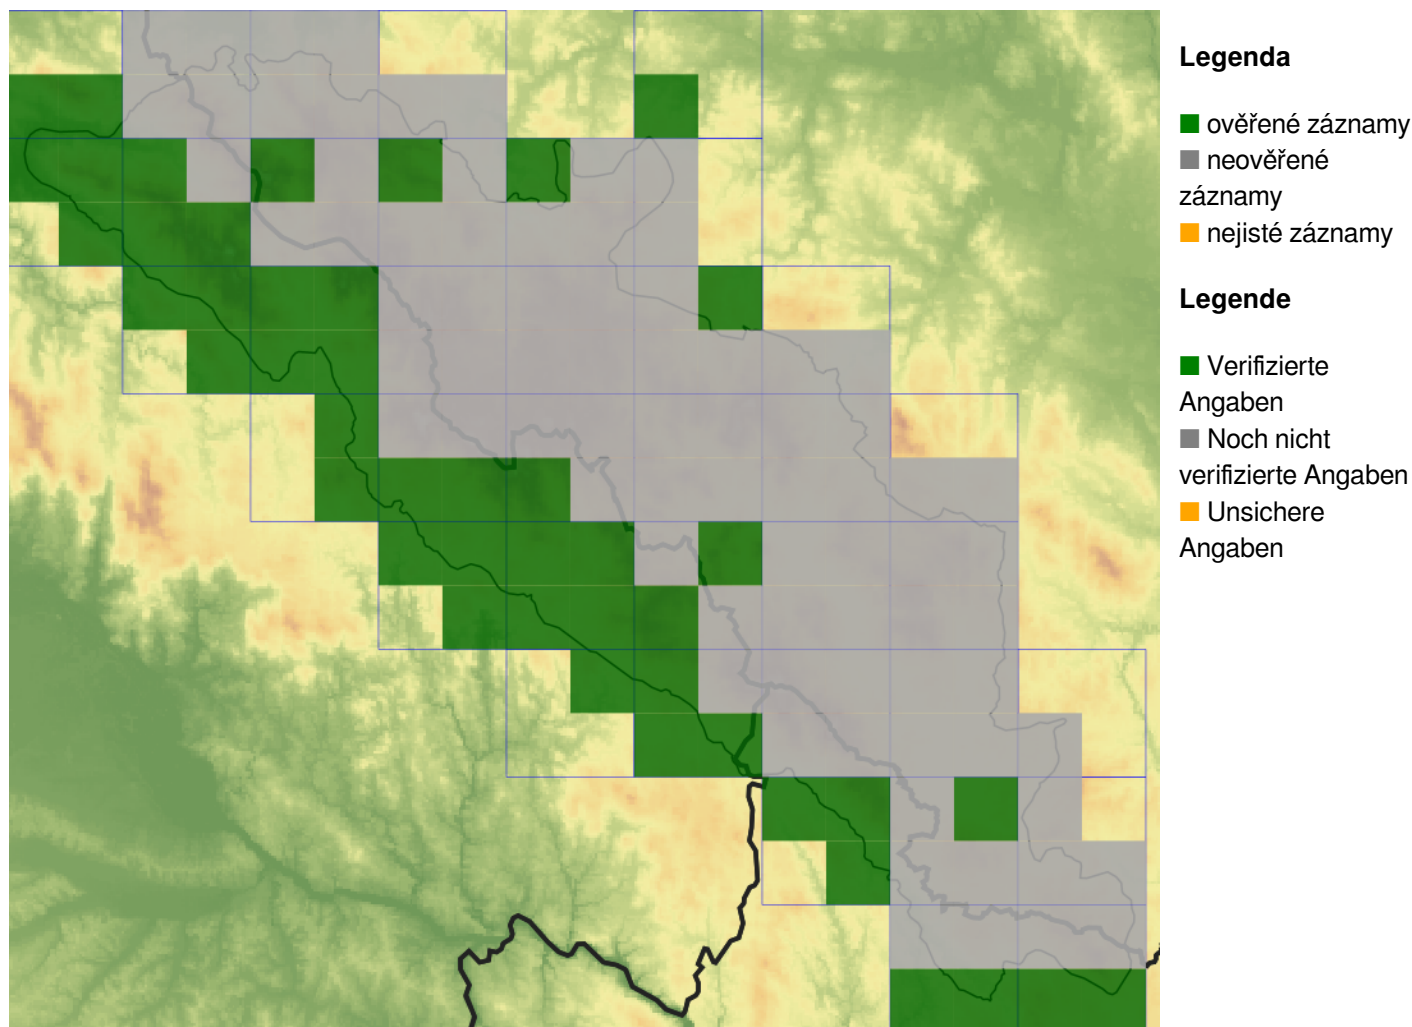 Legenda
ověřené záznamy
neověřené
záznamy
nejisté záznamy
Legende
Verifizierte
Angaben
Noch nicht
verifizierte Angaben
Unsichere
Angaben